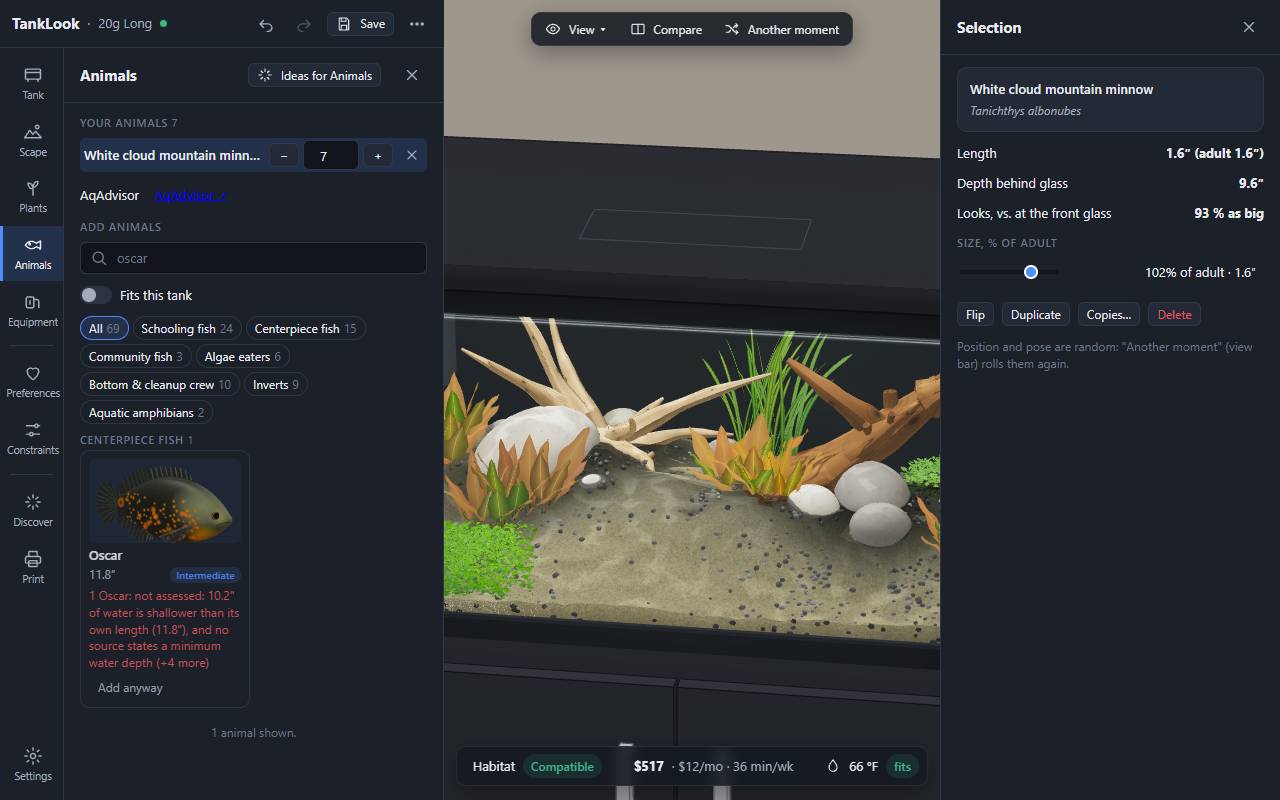 TankLook · 20g Long
Save
View
Compare
Another moment
Selection
Tank
Scape
Plants
Animals
Equipment
Preferences
Constraints
Discover
Print
Settings
Animals
Ideas for Animals
YOUR ANIMALS 7
White cloud mountain minn...
−
7
+
AqAdvisor AqAdvisor ↗
ADD ANIMALS
oscar
Fits this tank
All 69
Schooling fish 24
Centerpiece fish 15
Community fish 3
Algae eaters 6
Bottom & cleanup crew 10
Inverts 9
Aquatic amphibians 2
CENTERPIECE FISH 1
Oscar
11.8″
Intermediate
1 Oscar: not assessed: 10.2″
of water is shallower than its
own length (11.8″), and no
source states a minimum
water depth (+4 more)
Add anyway
1 animal shown.
Habitat
Compatible
$517 · $12/mo · 36 min/wk
66 °F
fits
White cloud mountain minnow
Tanichthys albonubes
Length 1.6″ (adult 1.6″)
Depth behind glass 9.6″
Looks, vs. at the front glass 93 % as big
SIZE, % OF ADULT
102% of adult · 1.6″
Flip
Duplicate
Copies...
Delete
Position and pose are random: "Another moment" (view
bar) rolls them again.